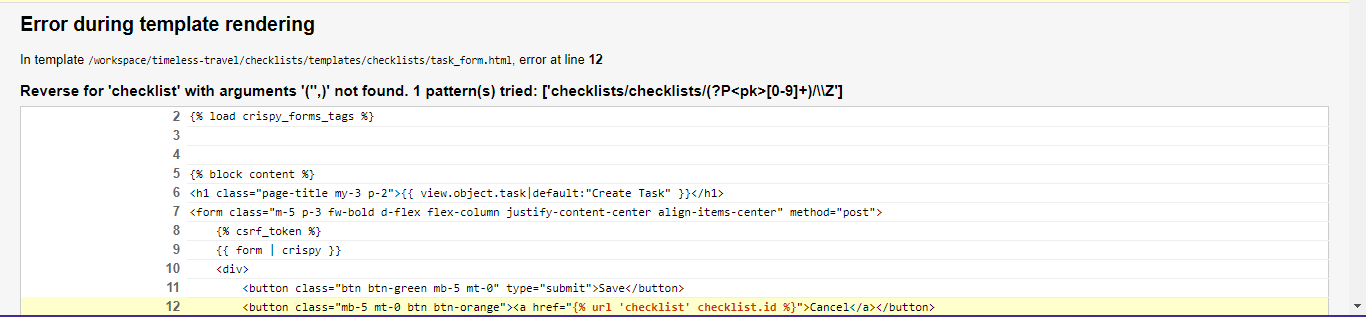 Error during template rendering
In template /workspace/timeless-travel/checklists/templates/checklists/task_form.html, error at line 12
Reverse for 'checklist' with arguments '('',)' not found. 1 pattern(s) tried: ['checklists/checklists/(?P<pk>[0-9]+)/\\Z']
2 {% load crispy_forms_tags %}
3
4
5 {% block content %}
6 <h1 class="page-title my-3 p-2">{{ view.object.task|default:"Create Task" }}</h1>
7 <form class="m-5 p-3 fw-bold d-flex flex-column justify-content-center align-items-center" method="post">
8 {% csrf_token %}
9 {{ form | crispy }}
10 <div>
11 <button class="btn btn-green mb-5 mt-0" type="submit">Save</button>
12 <button class="mb-5 mt-0 btn btn-orange"><a href="{% url 'checklist' checklist.id %}">Cancel</a></button>